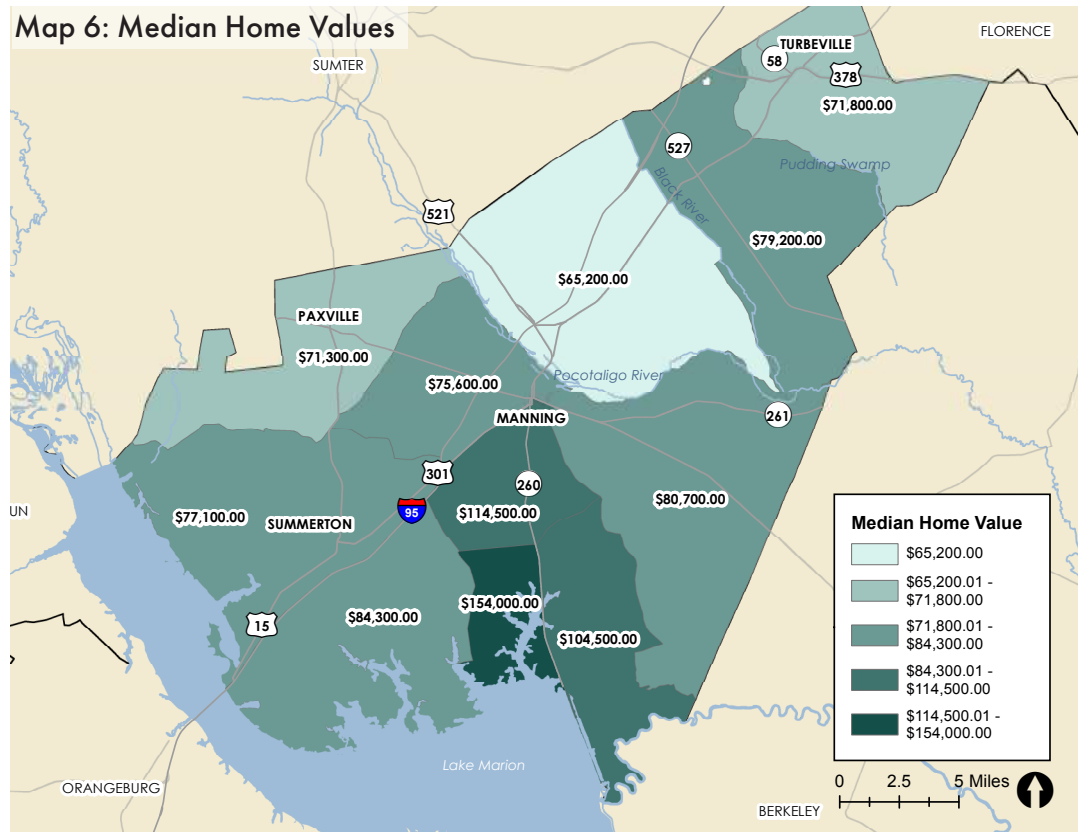 Map 6: Median Home Values
FLORENCE
TURBEVILLE
58
SUMTER
378
$71,800.00
527
Pudding Swamp
Black River
521
$79,200.00
$65,200.00
PAXVILLE
$71,300.00
Pocotaligo River
$75,600.00
MANNING
261
301
260
95
$80,700.00
UN
$77,100.00
SUMMERTON
$114,500.00
$154,000.00
$84,300.00
15
$104,500.00
Lake Marion
ORANGEBURG
BERKELEY
Median Home Value
$65,200.00
$65,200.01 -
$71,800.00
$71,800.01 -
$84,300.00
$84,300.01 -
$114,500.00
$114,500.01 -
$154,000.00
0 2.5 5 Miles